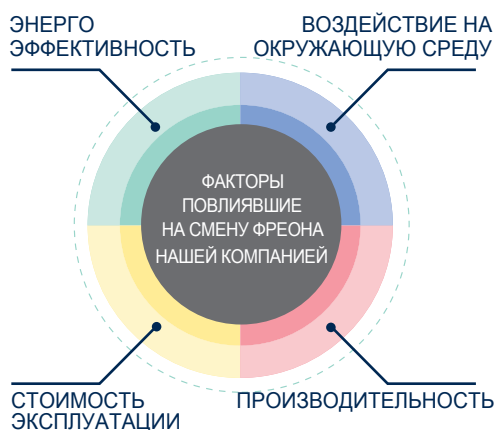 ЭНЕРГО
ЭФФЕКТИВНОСТЬ
ВОЗДЕЙСТВИЕ НА
ОКРУЖАЮЩУЮ СРЕДУ
ФАКТОРЫ
ПОВЛИЯВШИЕ
НА СМЕНУ ФРЕОНА
НАШЕЙ КОМПАНИЕЙ
СТОИМОСТЬ
ЭКСПЛУАТАЦИИ
ПРОИЗВОДИТЕЛЬНОСТЬ